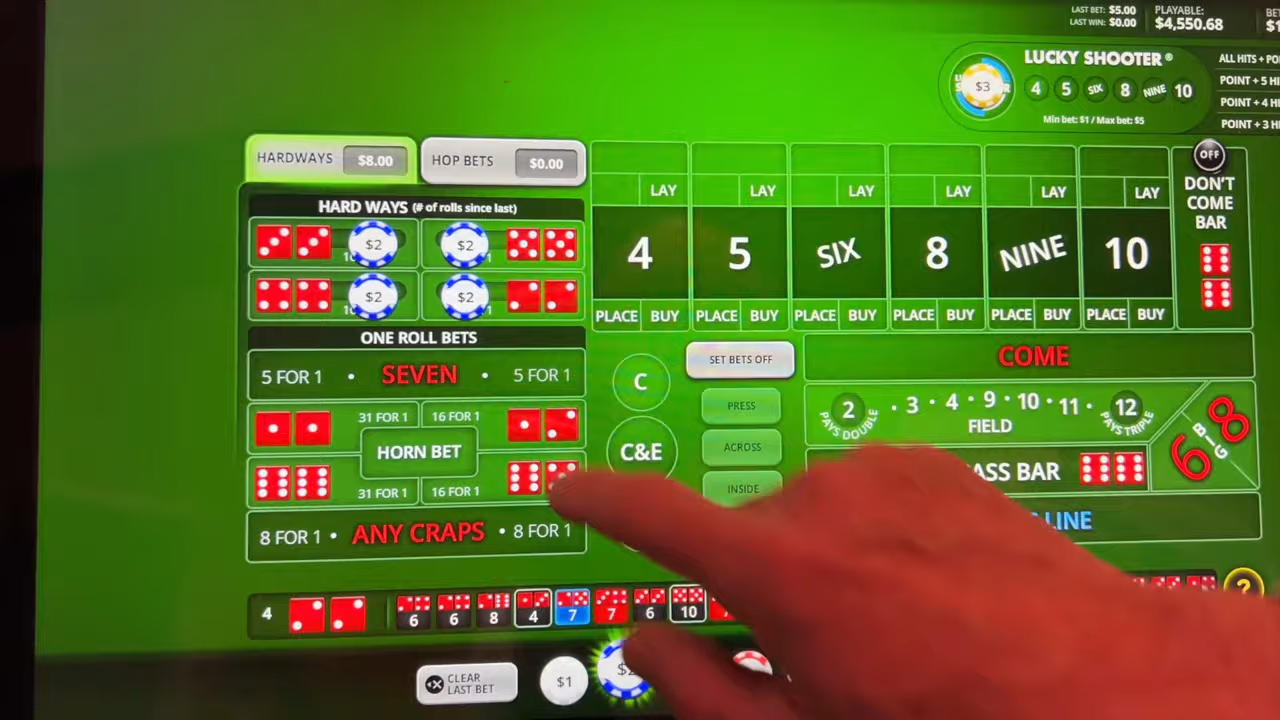 LAST BET: $5.00
LAST WIN: $0.00
PLAYABLE:
$4,550.68
LUCKY SHOOTER®
$3
4 5 SIX 8 NINE 10
Min bet: $1 / Max bet: $5
ALL HITS + PO
POINT + 5 HI
POINT + 4 HI
POINT + 3 HI
HARDWAYS $8.00
HOP BETS $0.00
HARD WAYS (# of rolls since last)
$2 $2
$2 $2
ONE ROLL BETS
5 FOR 1 • SEVEN • 5 FOR 1
31 FOR 1 16 FOR 1
HORN BET
31 FOR 1 16 FOR 1
8 FOR 1 • ANY CRAPS • 8 FOR 1
LAY LAY LAY LAY LAY LAY
4 5 SIX 8 NINE 10
PLACE BUY PLACE BUY PLACE BUY PLACE BUY PLACE BUY PLACE BUY
OFF
DON'T
COME
BAR
C
C&E
SET BETS OFF
PRESS
ACROSS
INSIDE
COME
2 • 3 • 4 • 9 • 10 • 11 • 12
PAYS DOUBLE
FIELD
PAYS TRIPLE
6 BIG 8
ASS BAR
LINE
4
6 6 8 4 7 7 6 10
?
CLEAR
LAST BET
$1